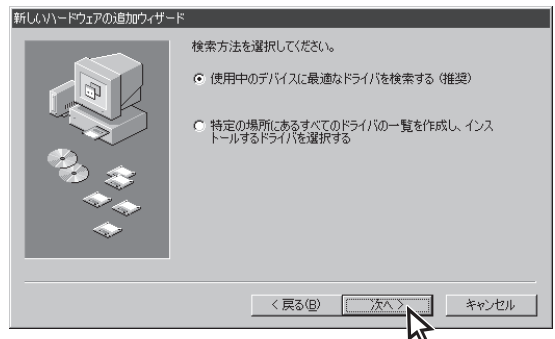 新しいハードウェアの追加ウィザード
検索方法を選択してください。
使用中のデバイスに最適なドライバを検索する (推奨)
特定の場所にあるすべてのドライバの一覧を作成し、インス
トールするドライバを選択する
< 戻る(B)
次へ >
キャンセル